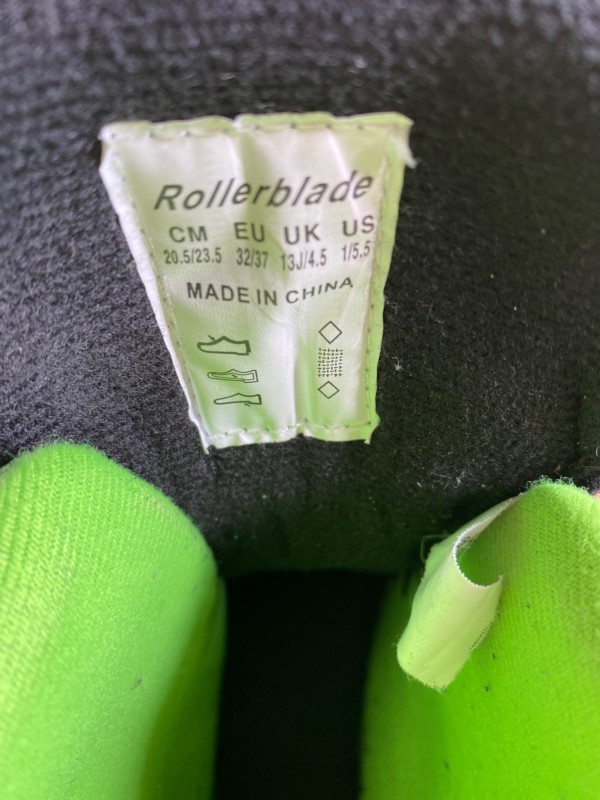 Rollerblade
CM EU UK US
20.5/23.5 32/37 13J/4.5 1/5.5
MADE IN CHINA